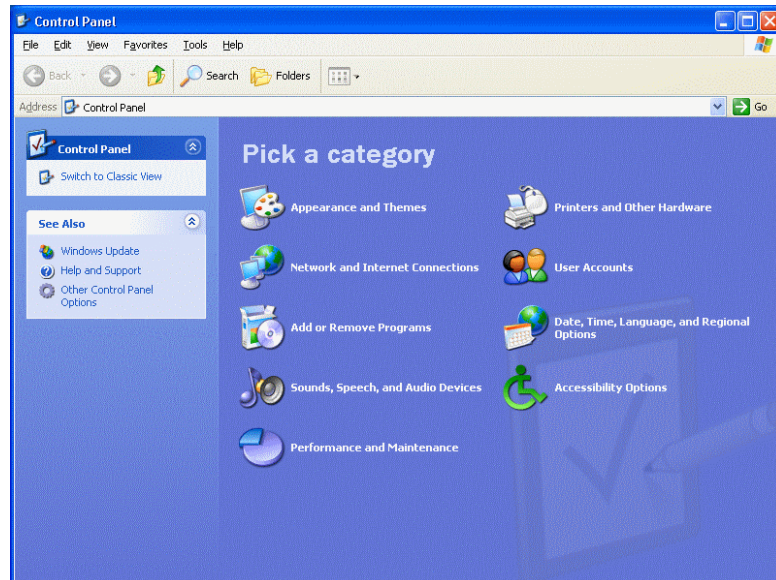 Control Panel
File Edit View Favorites Tools Help
Back Search Folders
Address Control Panel Go
Control Panel
Switch to Classic View
See Also
Windows Update
Help and Support
Other Control Panel
Options
Pick a category
Appearance and Themes
Printers and Other Hardware
Network and Internet Connections
User Accounts
Add or Remove Programs
Date, Time, Language, and Regional
Options
Sounds, Speech, and Audio Devices
Accessibility Options
Performance and Maintenance